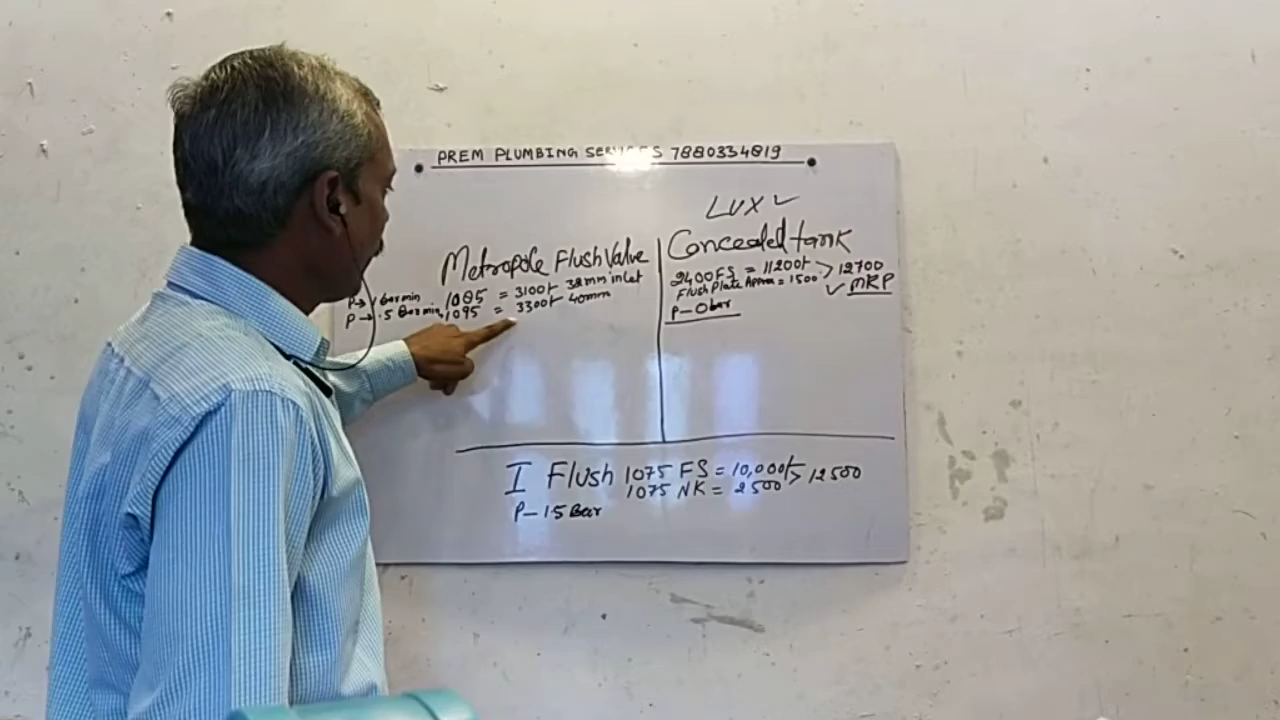 PREM PLUMBING SERVICES 7880334819
LUX ✓
Metropole Flush Valve
P→ 1 bar min 1085 = 3100/- 32mm inlet
P→ .5 Bar min 1095 = 3300/- 40mm
Concealed tank
2400 FS = 11200/- > 12700
Flush Plate Approx = 1500
✓ MRP
P - 0 bar
I Flush 1075 FS = 10,000/- > 12500
1075 NK = 2500
P - 1.5 Bar